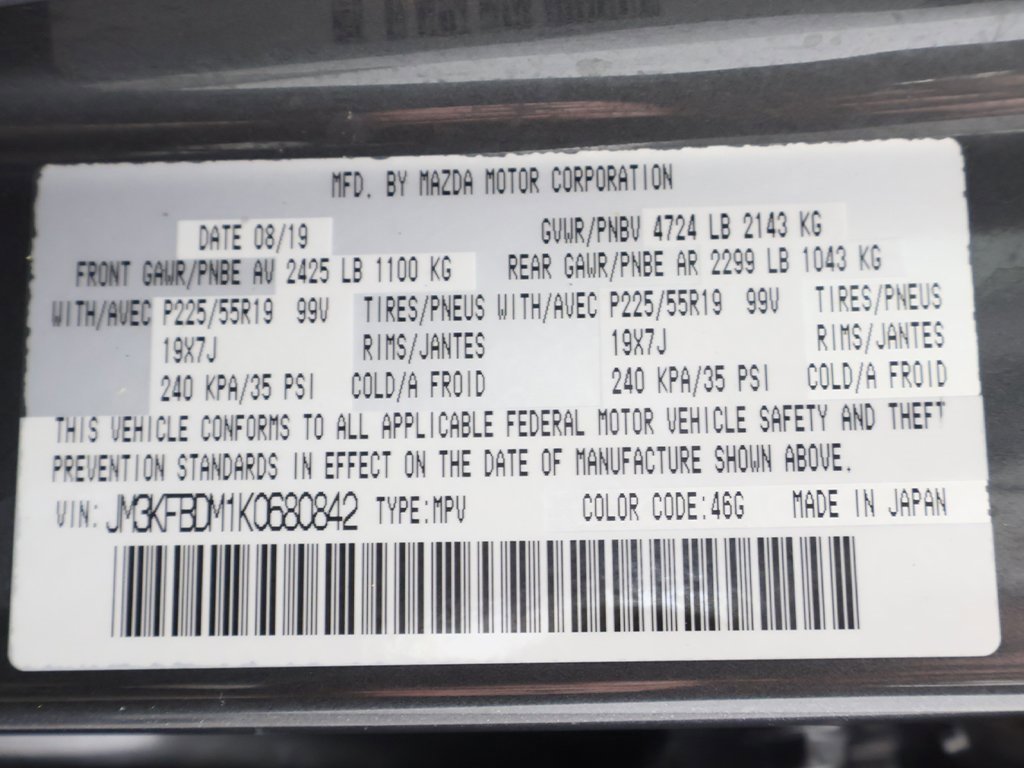 MFD. BY MAZDA MOTOR CORPORATION
DATE 08/19 GVWR/PNBV 4724 LB 2143 KG
FRONT GAWR/PNBE AV 2425 LB 1100 KG REAR GAWR/PNBE AR 2299 LB 1043 KG
WITH/AVEC P225/55R19 99V TIRES/PNEUS WITH/AVEC P225/55R19 99V TIRES/PNEUS
19X7J RIMS/JANTES 19X7J RIMS/JANTES
240 KPA/35 PSI COLD/A FROID 240 KPA/35 PSI COLD/A FROID
THIS VEHICLE CONFORMS TO ALL APPLICABLE FEDERAL MOTOR VEHICLE SAFETY AND THEFT
PREVENTION STANDARDS IN EFFECT ON THE DATE OF MANUFACTURE SHOWN ABOVE.
VIN: JM3KFBDM1K0680842 TYPE:MPV COLOR CODE:46G MADE IN JAPAN